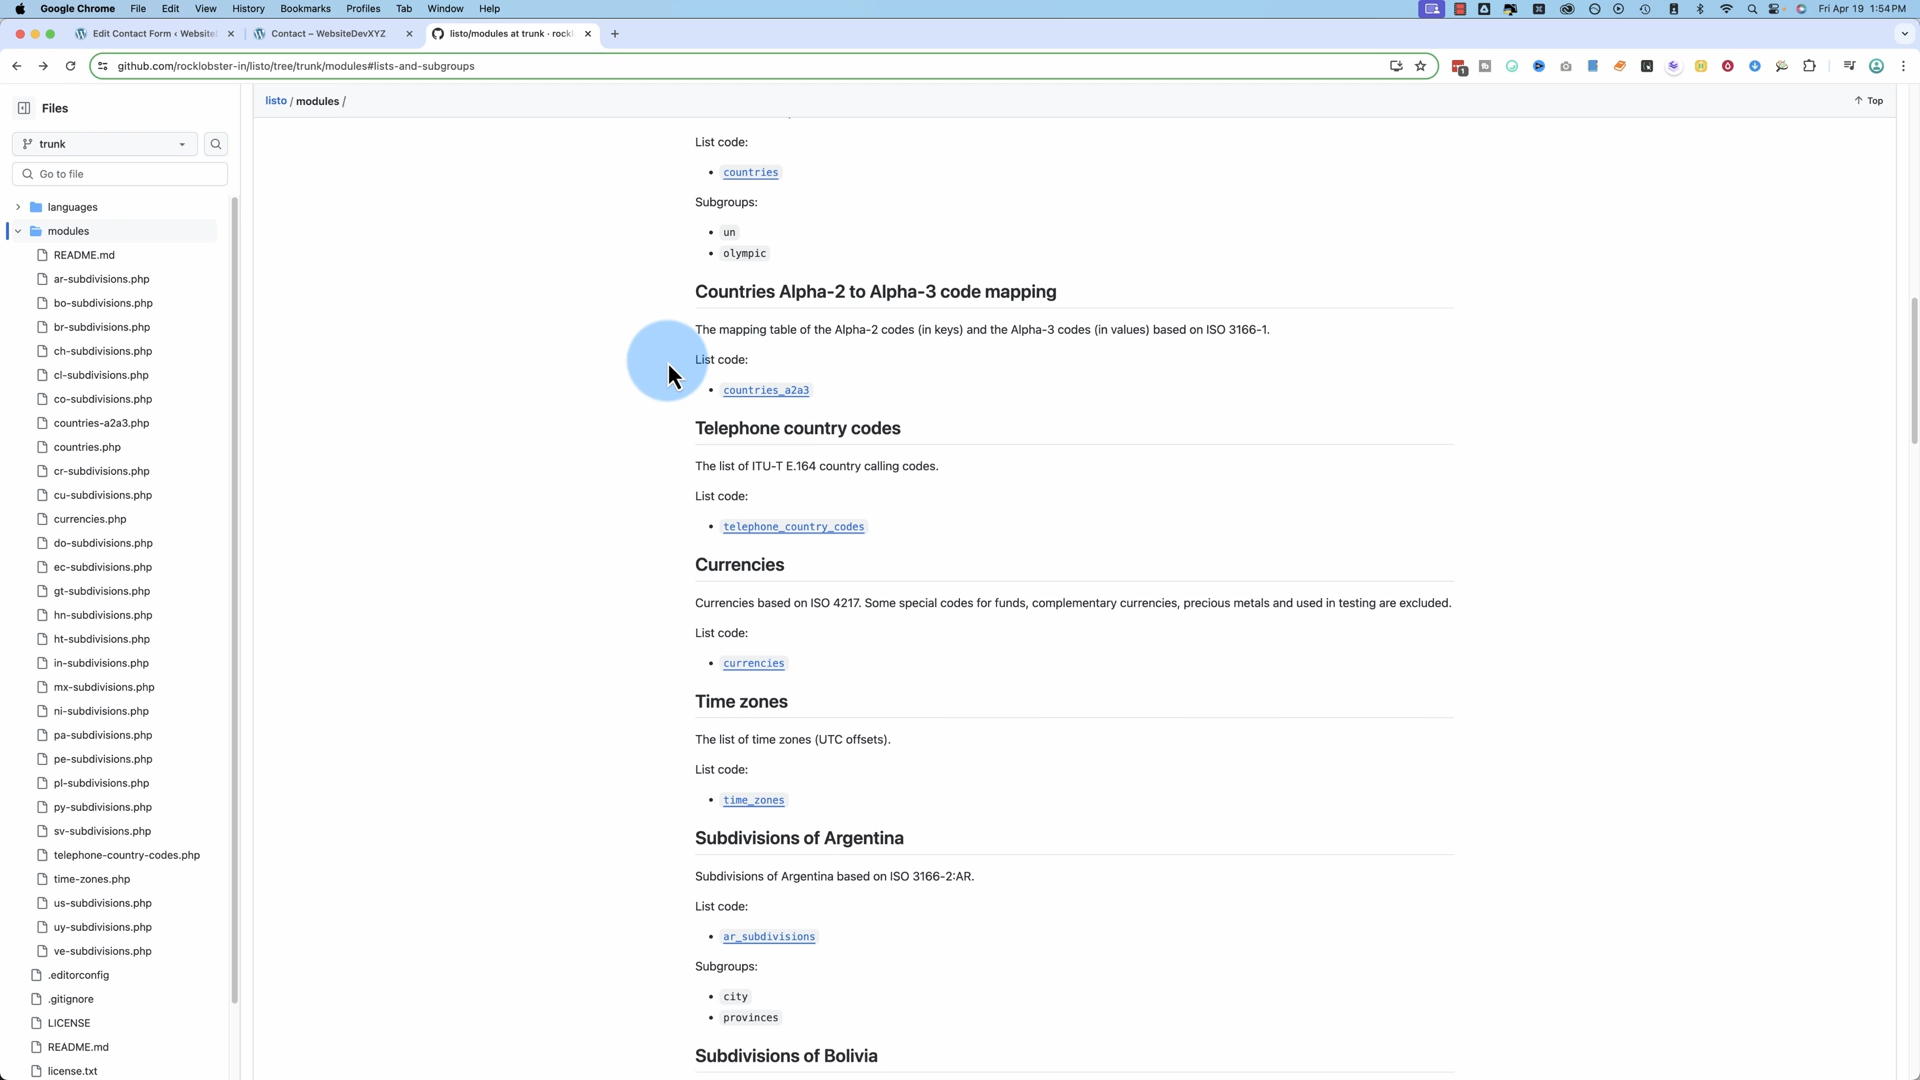 Google Chrome File Edit View History Bookmarks Profiles Tab Window Help Fri Apr 19 1:54 PM
Edit Contact Form ‹ Website Contact – WebsiteDevXYZ listo/modules at trunk · rock
github.com/rocklobster-in/listo/tree/trunk/modules#lists-and-subgroups 1
Files
trunk
Go to file
languages
modules
README.md
ar-subdivisions.php
bo-subdivisions.php
br-subdivisions.php
ch-subdivisions.php
cl-subdivisions.php
co-subdivisions.php
countries-a2a3.php
countries.php
cr-subdivisions.php
cu-subdivisions.php
currencies.php
do-subdivisions.php
ec-subdivisions.php
gt-subdivisions.php
hn-subdivisions.php
ht-subdivisions.php
in-subdivisions.php
mx-subdivisions.php
ni-subdivisions.php
pa-subdivisions.php
pe-subdivisions.php
pl-subdivisions.php
py-subdivisions.php
sv-subdivisions.php
telephone-country-codes.php
time-zones.php
us-subdivisions.php
uy-subdivisions.php
ve-subdivisions.php
.editorconfig
.gitignore
LICENSE
README.md
license.txt
listo / modules / Top
List code:
• countries
Subgroups:
• un
• olympic
Countries Alpha-2 to Alpha-3 code mapping
The mapping table of the Alpha-2 codes (in keys) and the Alpha-3 codes (in values) based on ISO 3166-1.
List code:
• countries_a2a3
Telephone country codes
The list of ITU-T E.164 country calling codes.
List code:
• telephone_country_codes
Currencies
Currencies based on ISO 4217. Some special codes for funds, complementary currencies, precious metals and used in testing are excluded.
List code:
• currencies
Time zones
The list of time zones (UTC offsets).
List code:
• time_zones
Subdivisions of Argentina
Subdivisions of Argentina based on ISO 3166-2:AR.
List code:
• ar_subdivisions
Subgroups:
• city
• provinces
Subdivisions of Bolivia